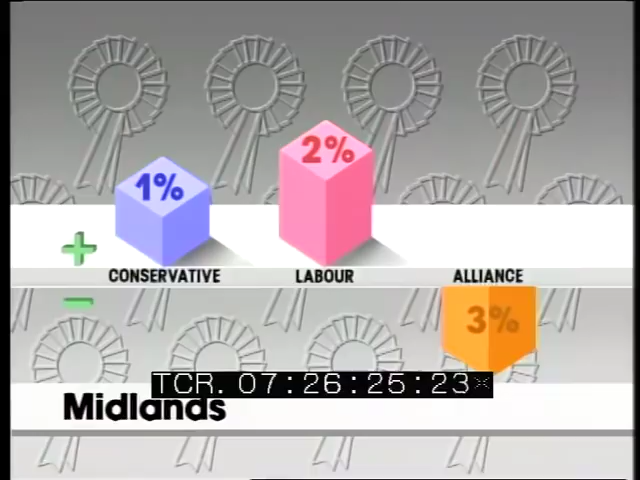 1%
2%
+
CONSERVATIVE LABOUR ALLIANCE
-
3%
TCR. 07:26:25:23×
Midlands